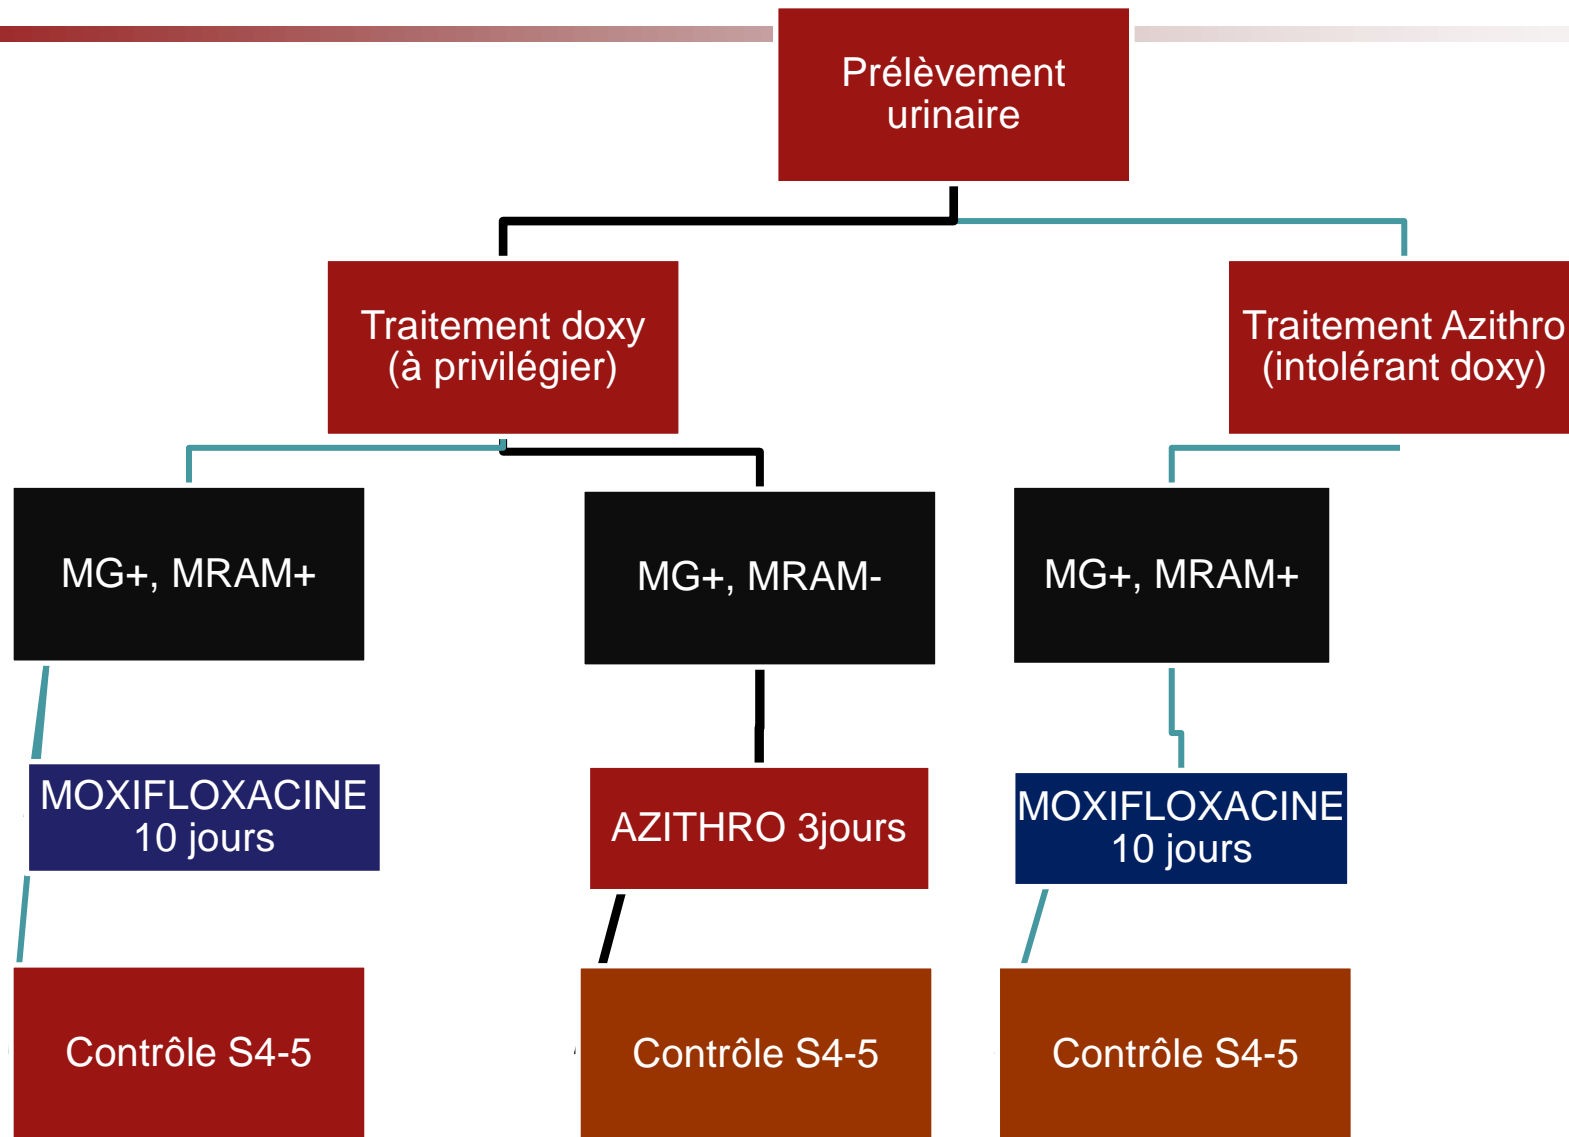 Prélèvement
urinaire
Traitement doxy
(à privilégier)
Traitement Azithro
(intolérant doxy)
MG+, MRAM+
MG+, MRAM-
MG+, MRAM+
MOXIFLOXACINE
10 jours
AZITHRO 3jours
MOXIFLOXACINE
10 jours
Contrôle S4-5
Contrôle S4-5
Contrôle S4-5